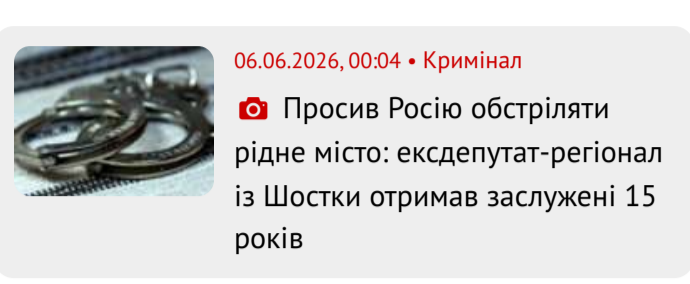 06.06.2026, 00:04 • Кримінал
Просив Росію обстріляти
рідне місто: ексдепутат-регіонал
із Шостки отримав заслужені 15
років